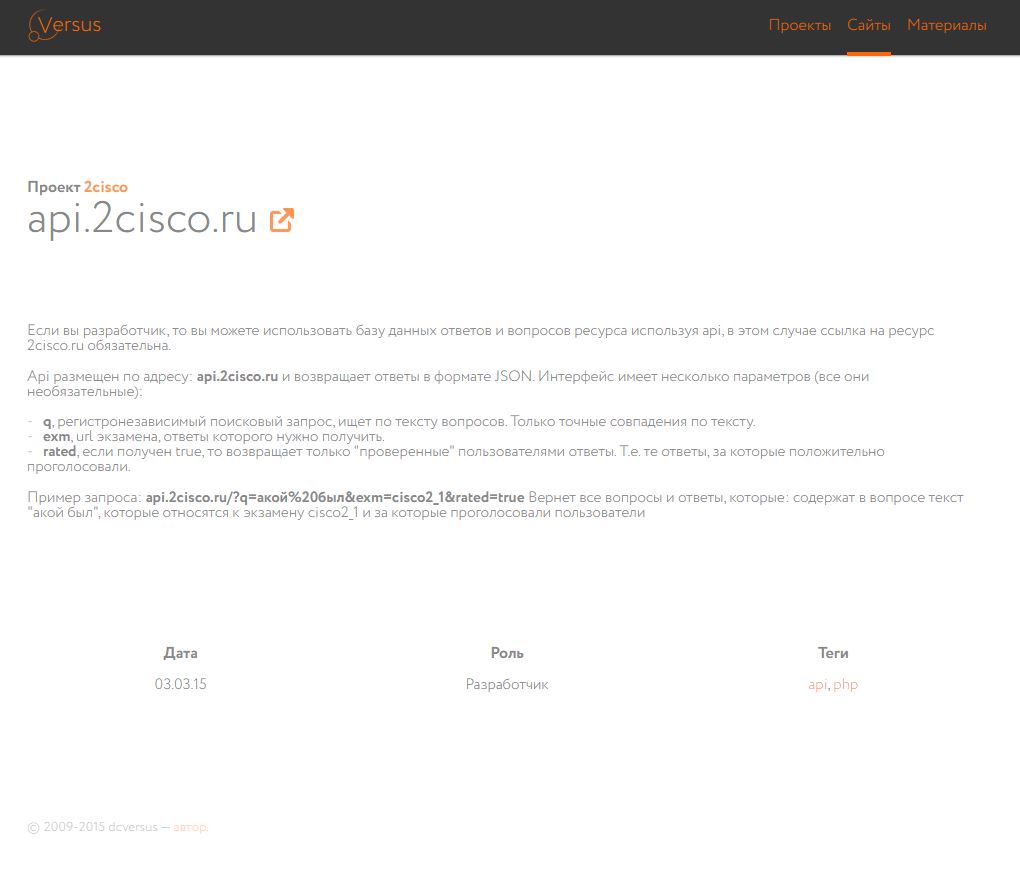 Versus
Проекты Сайты Материалы
Проект 2cisco
api.2cisco.ru
Если вы разработчик, то вы можете использовать базу данных ответов и вопросов ресурса используя api, в этом случае ссылка на ресурс
2cisco.ru обязательна.
Api размещен по адресу: api.2cisco.ru и возвращает ответы в формате JSON. Интерфейс имеет несколько параметров (все они
необязательные):
- q, регистронезависимый поисковый запрос, ищет по тексту вопросов. Только точные совпадения по тексту.
- exm, url экзамена, ответы которого нужно получить.
- rated, если получен true, то возвращает только "проверенные" пользователями ответы. Т.е. те ответы, за которые положительно
проголосовали.
Пример запроса: api.2cisco.ru/?q=акой%20был&exm=cisco2_1&rated=true Вернет все вопросы и ответы, которые: содержат в вопросе текст
"акой был", которые относятся к экзамену cisco2_1 и за которые проголосовали пользователи
Дата Роль Теги
03.03.15 Разработчик api, php
© 2009-2015 dcversus — автор.